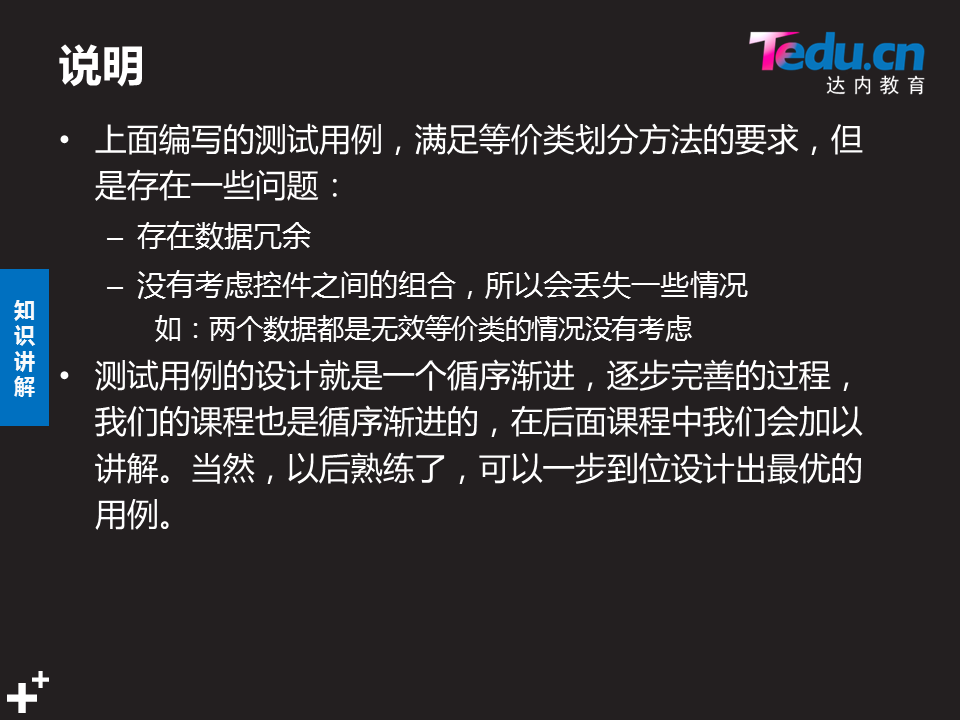 说明
Tedu.cn
达内教育
• 上面编写的测试用例，满足等价类划分方法的要求，但
是存在一些问题：
– 存在数据冗余
– 没有考虑控件之间的组合，所以会丢失一些情况
如：两个数据都是无效等价类的情况没有考虑
• 测试用例的设计就是一个循序渐进，逐步完善的过程，
我们的课程也是循序渐进的，在后面课程中我们会加以
讲解。当然，以后熟练了，可以一步到位设计出最优的
用例。
知
识
讲
解